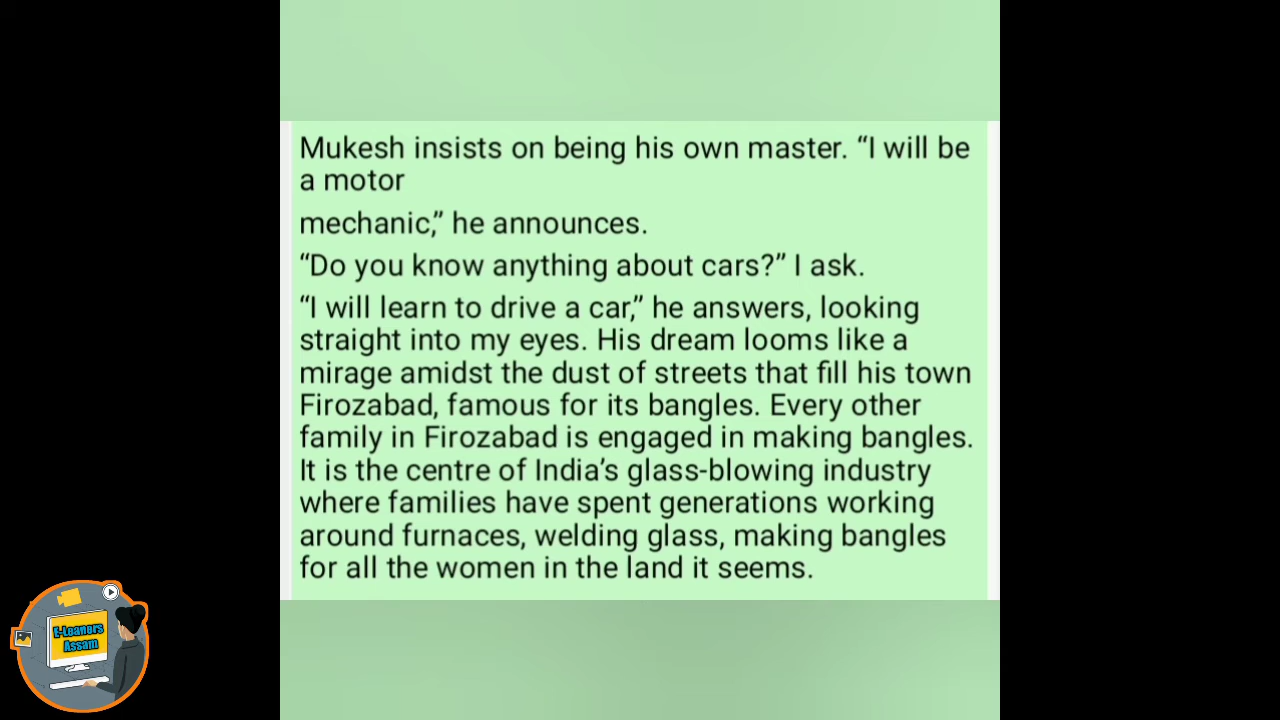 Mukesh insists on being his own master. “I will be
a motor
mechanic,” he announces.
“Do you know anything about cars?” I ask.
“I will learn to drive a car,” he answers, looking
straight into my eyes. His dream looms like a
mirage amidst the dust of streets that fill his town
Firozabad, famous for its bangles. Every other
family in Firozabad is engaged in making bangles.
It is the centre of India’s glass-blowing industry
where families have spent generations working
around furnaces, welding glass, making bangles
for all the women in the land it seems.
E-Leaners
Assam